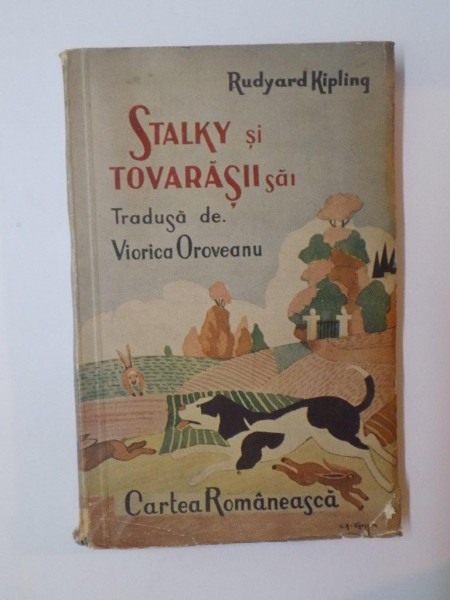 Rudyard Kipling
STALKY și
TOVARĂȘII săi
Tradusă de.
Viorica Oroveanu
Cartea Românească